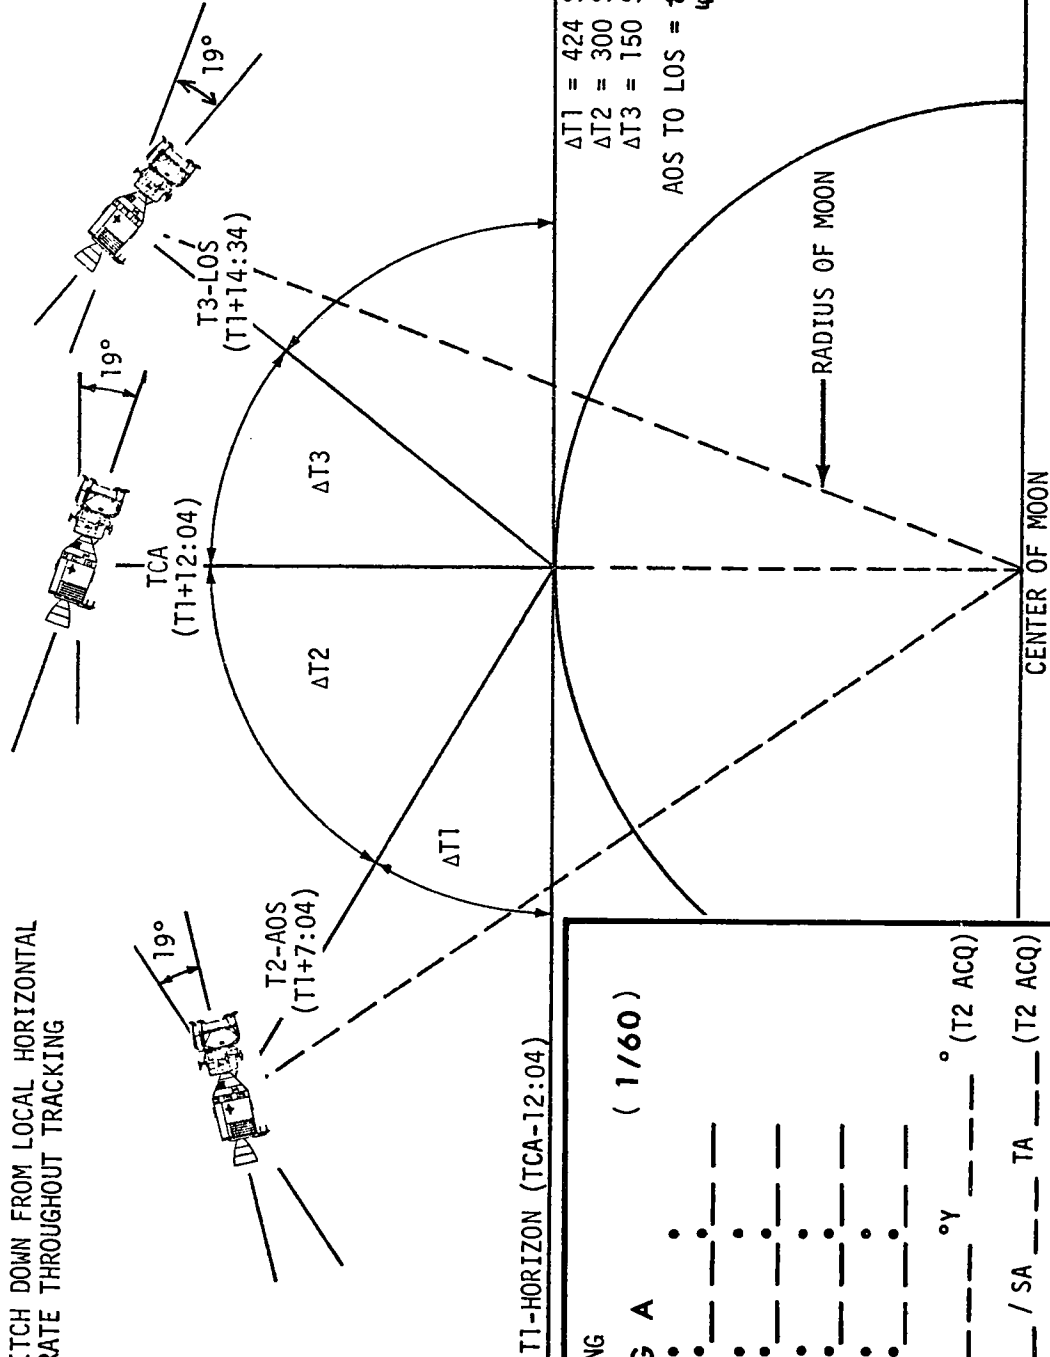 ITCH DOWN FROM LOCAL HORIZONTAL
RATE THROUGHOUT TRACKING
19°
19°
19°
T2-AOS
(T1+7:04)
TCA
(T1+12:04)
T3-LOS
(T1+14:34)
ΔT1
ΔT2
ΔT3
T1-HORIZON (TCA-12:04)
ΔT1 = 424 S
ΔT2 = 300 S
ΔT3 = 150 S
AOS TO LOS =
RADIUS OF MOON
CENTER OF MOON
NG
G A (1/60)
°Y ° (T2 ACQ)
/ SA TA (T2 ACQ)